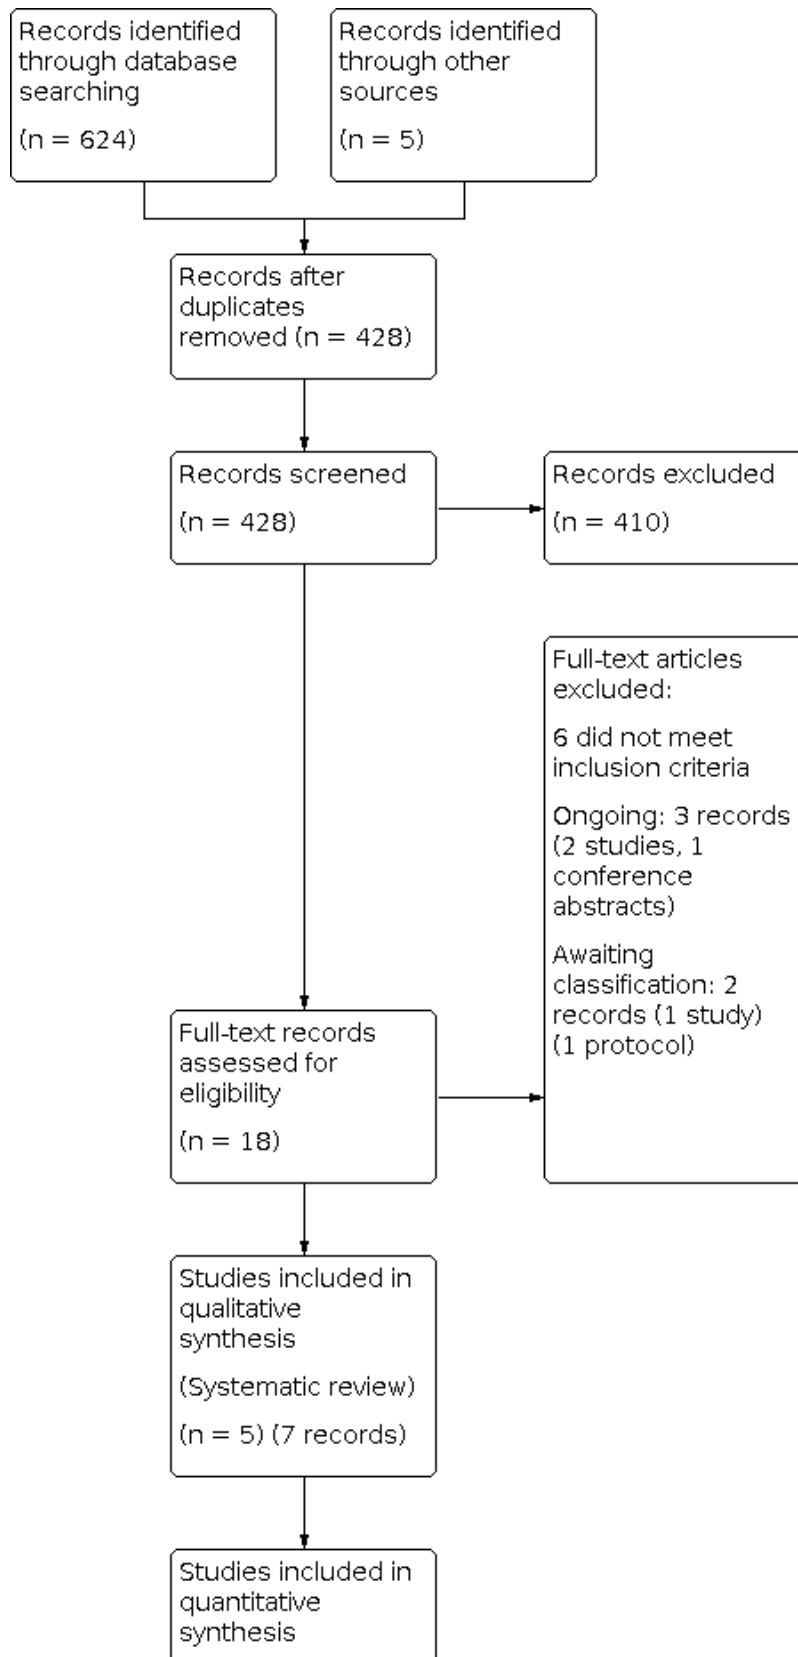 Records identified
through database
searching
(n = 624)
Records identified
through other
sources
(n = 5)
Records after
duplicates
removed (n = 428)
Records screened
(n = 428)
Records excluded
(n = 410)
Full-text articles
excluded:
6 did not meet
inclusion criteria
Ongoing: 3 records
(2 studies, 1
conference
abstracts)
Awaiting
classification: 2
records (1 study)
(1 protocol)
Full-text records
assessed for
eligibility
(n = 18)
Studies included in
qualitative
synthesis
(Systematic review)
(n = 5) (7 records)
Studies included in
quantitative
synthesis